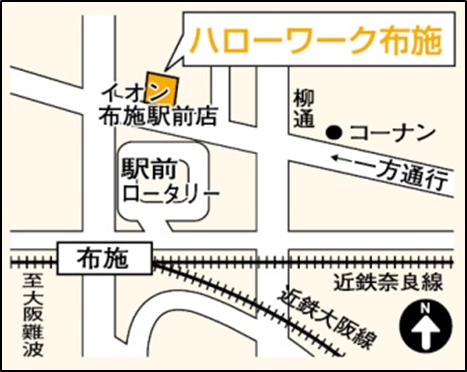 ハローワーク布施
イオン
布施駅前店
柳通
コーナン
←一方通行
駅前
ロータリー
布施
近鉄奈良線
至大阪難波
近鉄大阪線
N